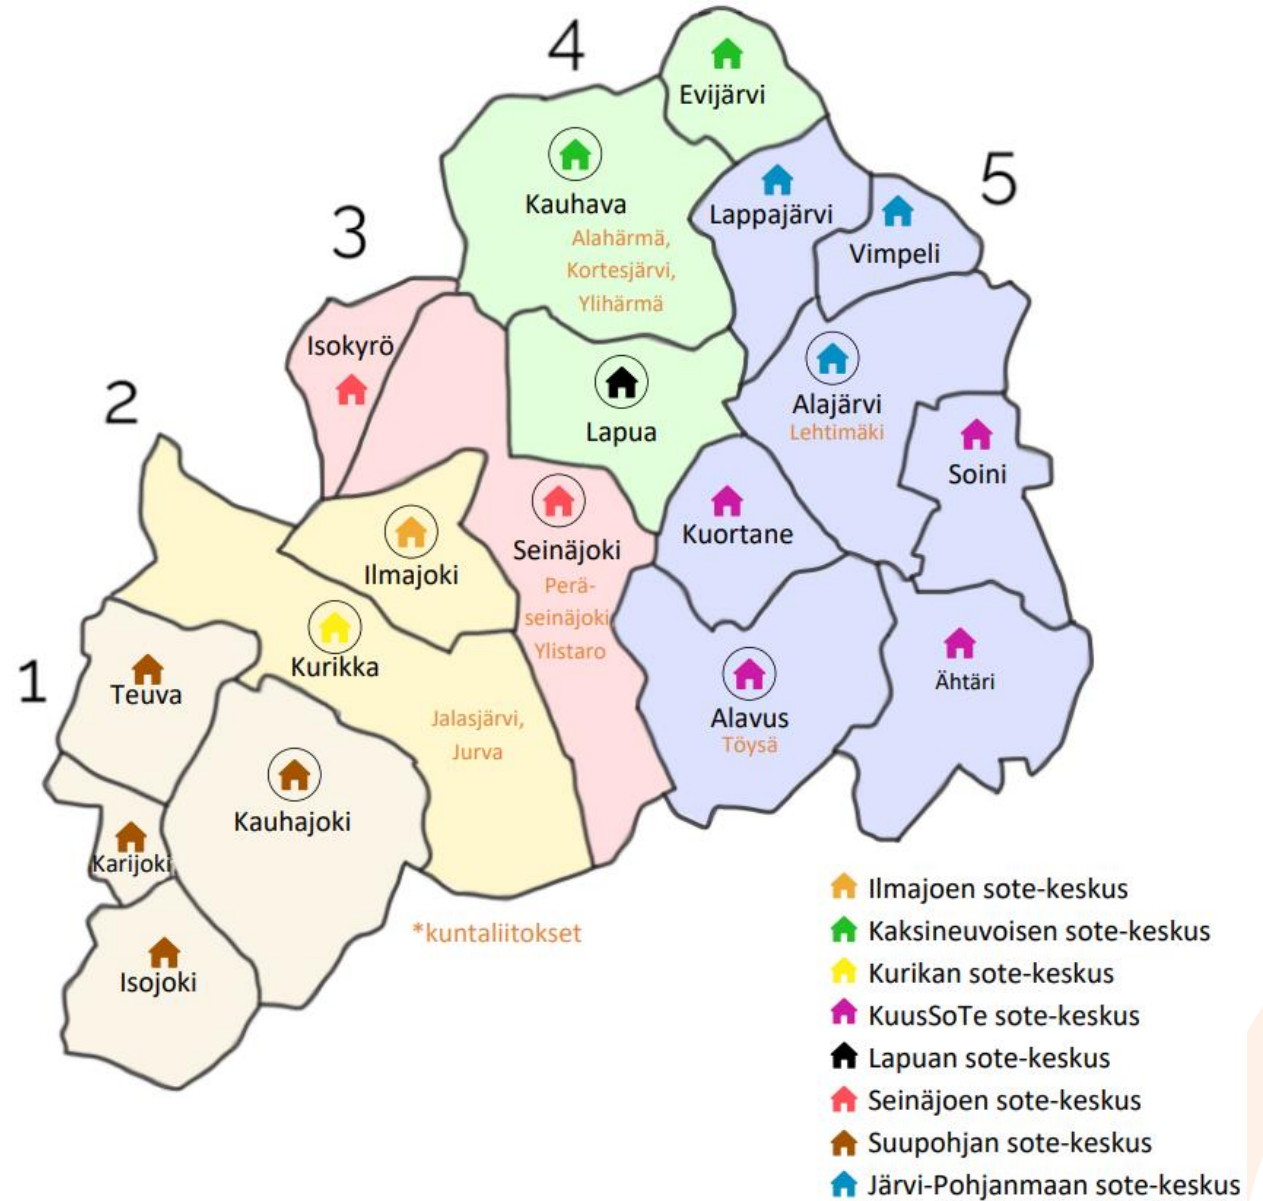 4
Evijärvi
Kauhava
Alahärmä,
Kortesjärvi,
Ylihärmä
5
Lappajärvi
Vimpeli
3
Isokyrö
Lapua
Alajärvi
Lehtimäki
Soini
2
Ilmajoki
Seinäjoki
Perä-
seinäjoki
Ylistaro
Kuortane
Kurikka
Jalasjärvi,
Jurva
Alavus
Töysä
Ähtäri
1
Teuva
Kauhajoki
Karijoki
Isojoki
*kuntaliitokset
Ilmajoen sote-keskus
Kaksineuvoisen sote-keskus
Kurikan sote-keskus
KuusSoTe sote-keskus
Lapuan sote-keskus
Seinäjoen sote-keskus
Suupohjan sote-keskus
Järvi-Pohjanmaan sote-keskus